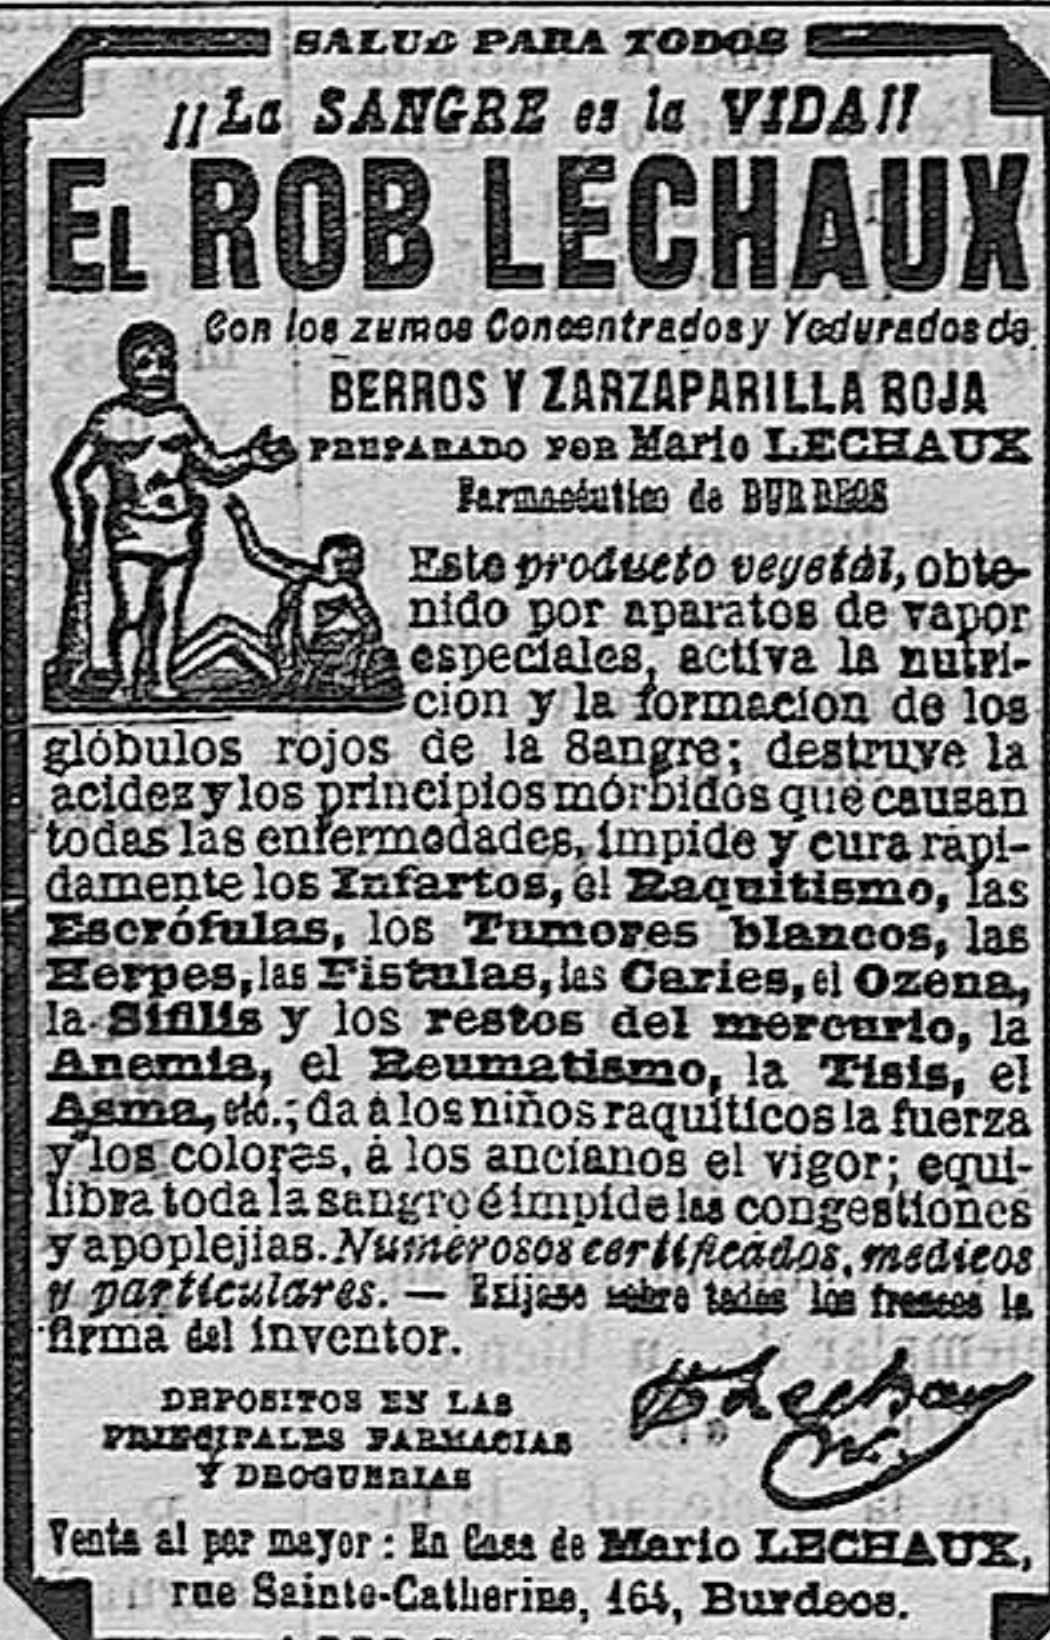 SALUD PARA TODOS
¡¡La SANGRE es la VIDA!!
EL ROB LECHAUX
Con los zumos Concentrados y Yodurados de
BERROS Y ZARZAPARILLA ROJA
PREPARADO POR Mario LECHAUX
Farmacéutico de BURDEOS
Este producto vegetál, obte-
nido por aparatos de vapor
especiales, activa la nutri-
cion y la formacion de los
glóbulos rojos de la Sangre; destruye la
acidez y los principios mórbidos que causan
todas las enfermedades, impide y cura rápi-
damente los Infartos, el Raquitismo, las
Escrófulas, los Tumores blancos, las
Herpes, las Fistulas, las Caries, el Ozena,
la Sifilis y los restos del mercurio, la
Anemia, el Reumatismo, la Tisis, el
Asma, etc.; da á los niños raquiticos la fuerza
y los colores, á los ancianos el vigor; equi-
libra toda la sangre é impide las congestiones
y apoplejias. Numerosos certificados, medicos
y particulares. — Exijase sobre todos los frascos la
firma del inventor.
Lechaux
DEPOSITOS EN LAS
PRINCIPALES FARMACIAS
Y DROGUERIAS
Venta al por mayor : En Casa de Mario LECHAUX,
rue Sainte-Catherine, 164, Burdeos.